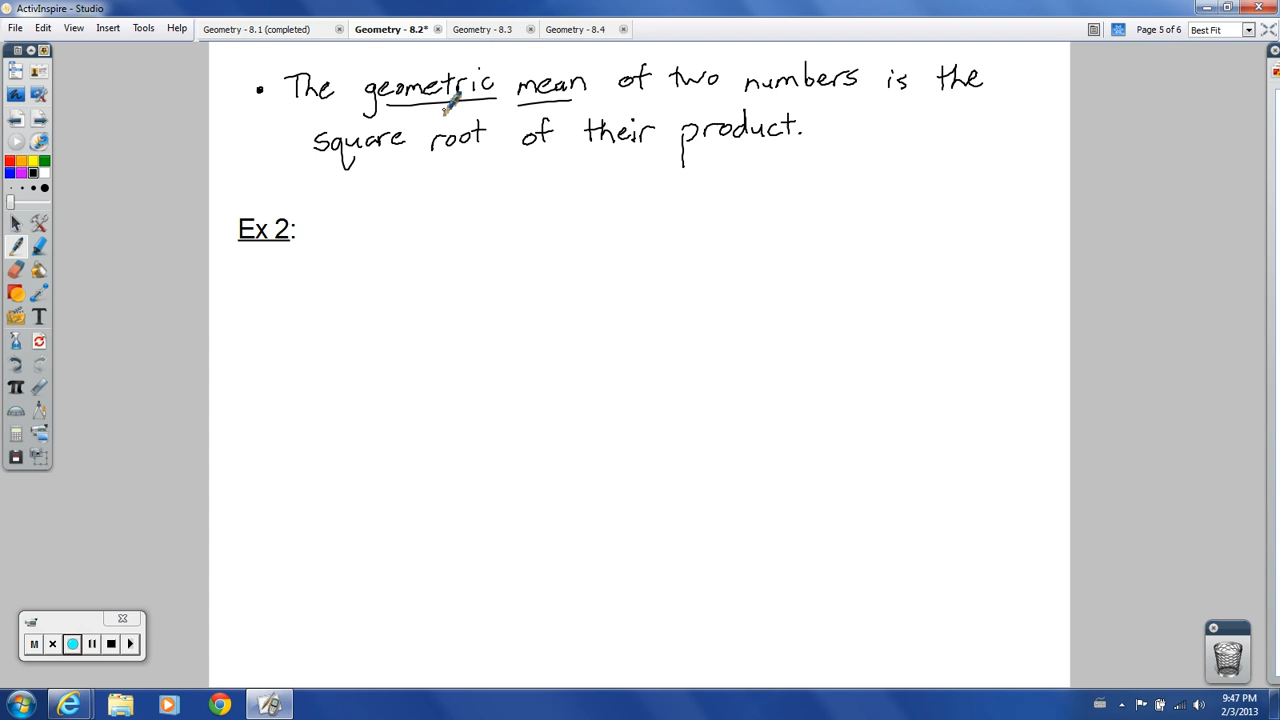 ActivInspire - Studio
File Edit View Insert Tools Help
Geometry - 8.1 (completed) Geometry - 8.2* Geometry - 8.3 Geometry - 8.4
Page 5 of 6 Best Fit
• The geometric mean of two numbers is the
square root of their product.
Ex 2:
M
9:47 PM
2/3/2013